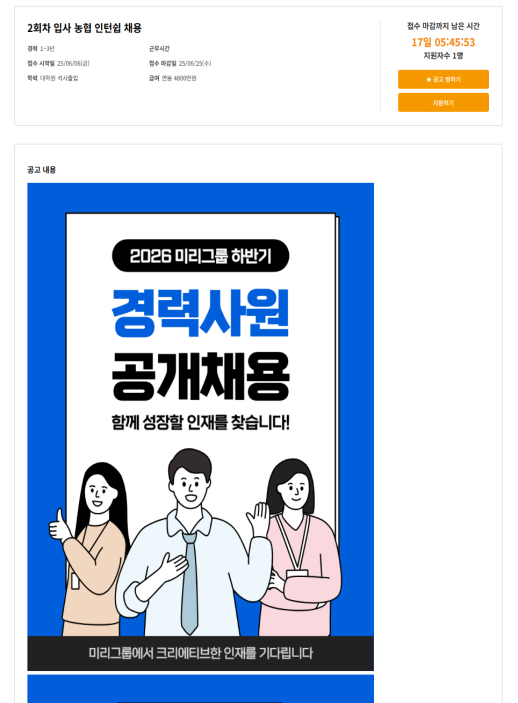 2회차 입사 농협 인턴쉽 채용
경력 1~3년
근무시간
접수 시작일 25/06/06(금)
접수 마감일 25/06/25(수)
학력 대학원 석사졸업
급여 연봉 4800만원
접수 마감까지 남은 시간
17일 05:45:53
지원자수 1명
★ 공고 찜하기
지원하기
공고 내용
2026 미리그룹 하반기
경력사원
공개채용
함께 성장할 인재를 찾습니다!
미리그룹에서 크리에티브한 인재를 기다립니다